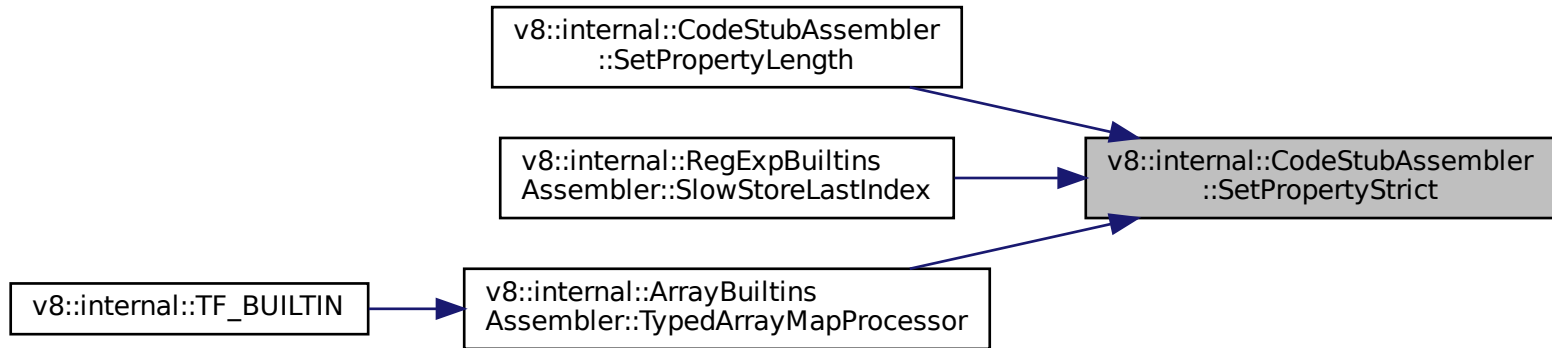 v8::internal::CodeStubAssembler
::SetPropertyLength
v8::internal::RegExpBuiltins
Assembler::SlowStoreLastIndex
v8::internal::CodeStubAssembler
::SetPropertyStrict
v8::internal::TF_BUILTIN
v8::internal::ArrayBuiltins
Assembler::TypedArrayMapProcessor